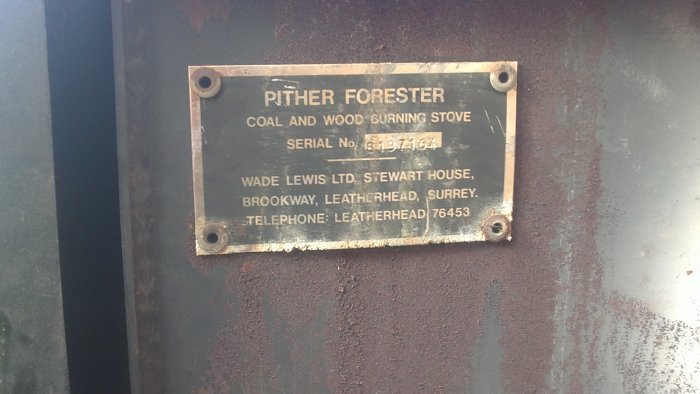 PITHER FORESTER
COAL AND WOOD BURNING STOVE
SERIAL No.
WADE LEWIS LTD. STEWART HOUSE,
BROOKWAY, LEATHERHEAD, SURREY.
TELEPHONE: LEATHERHEAD 76453